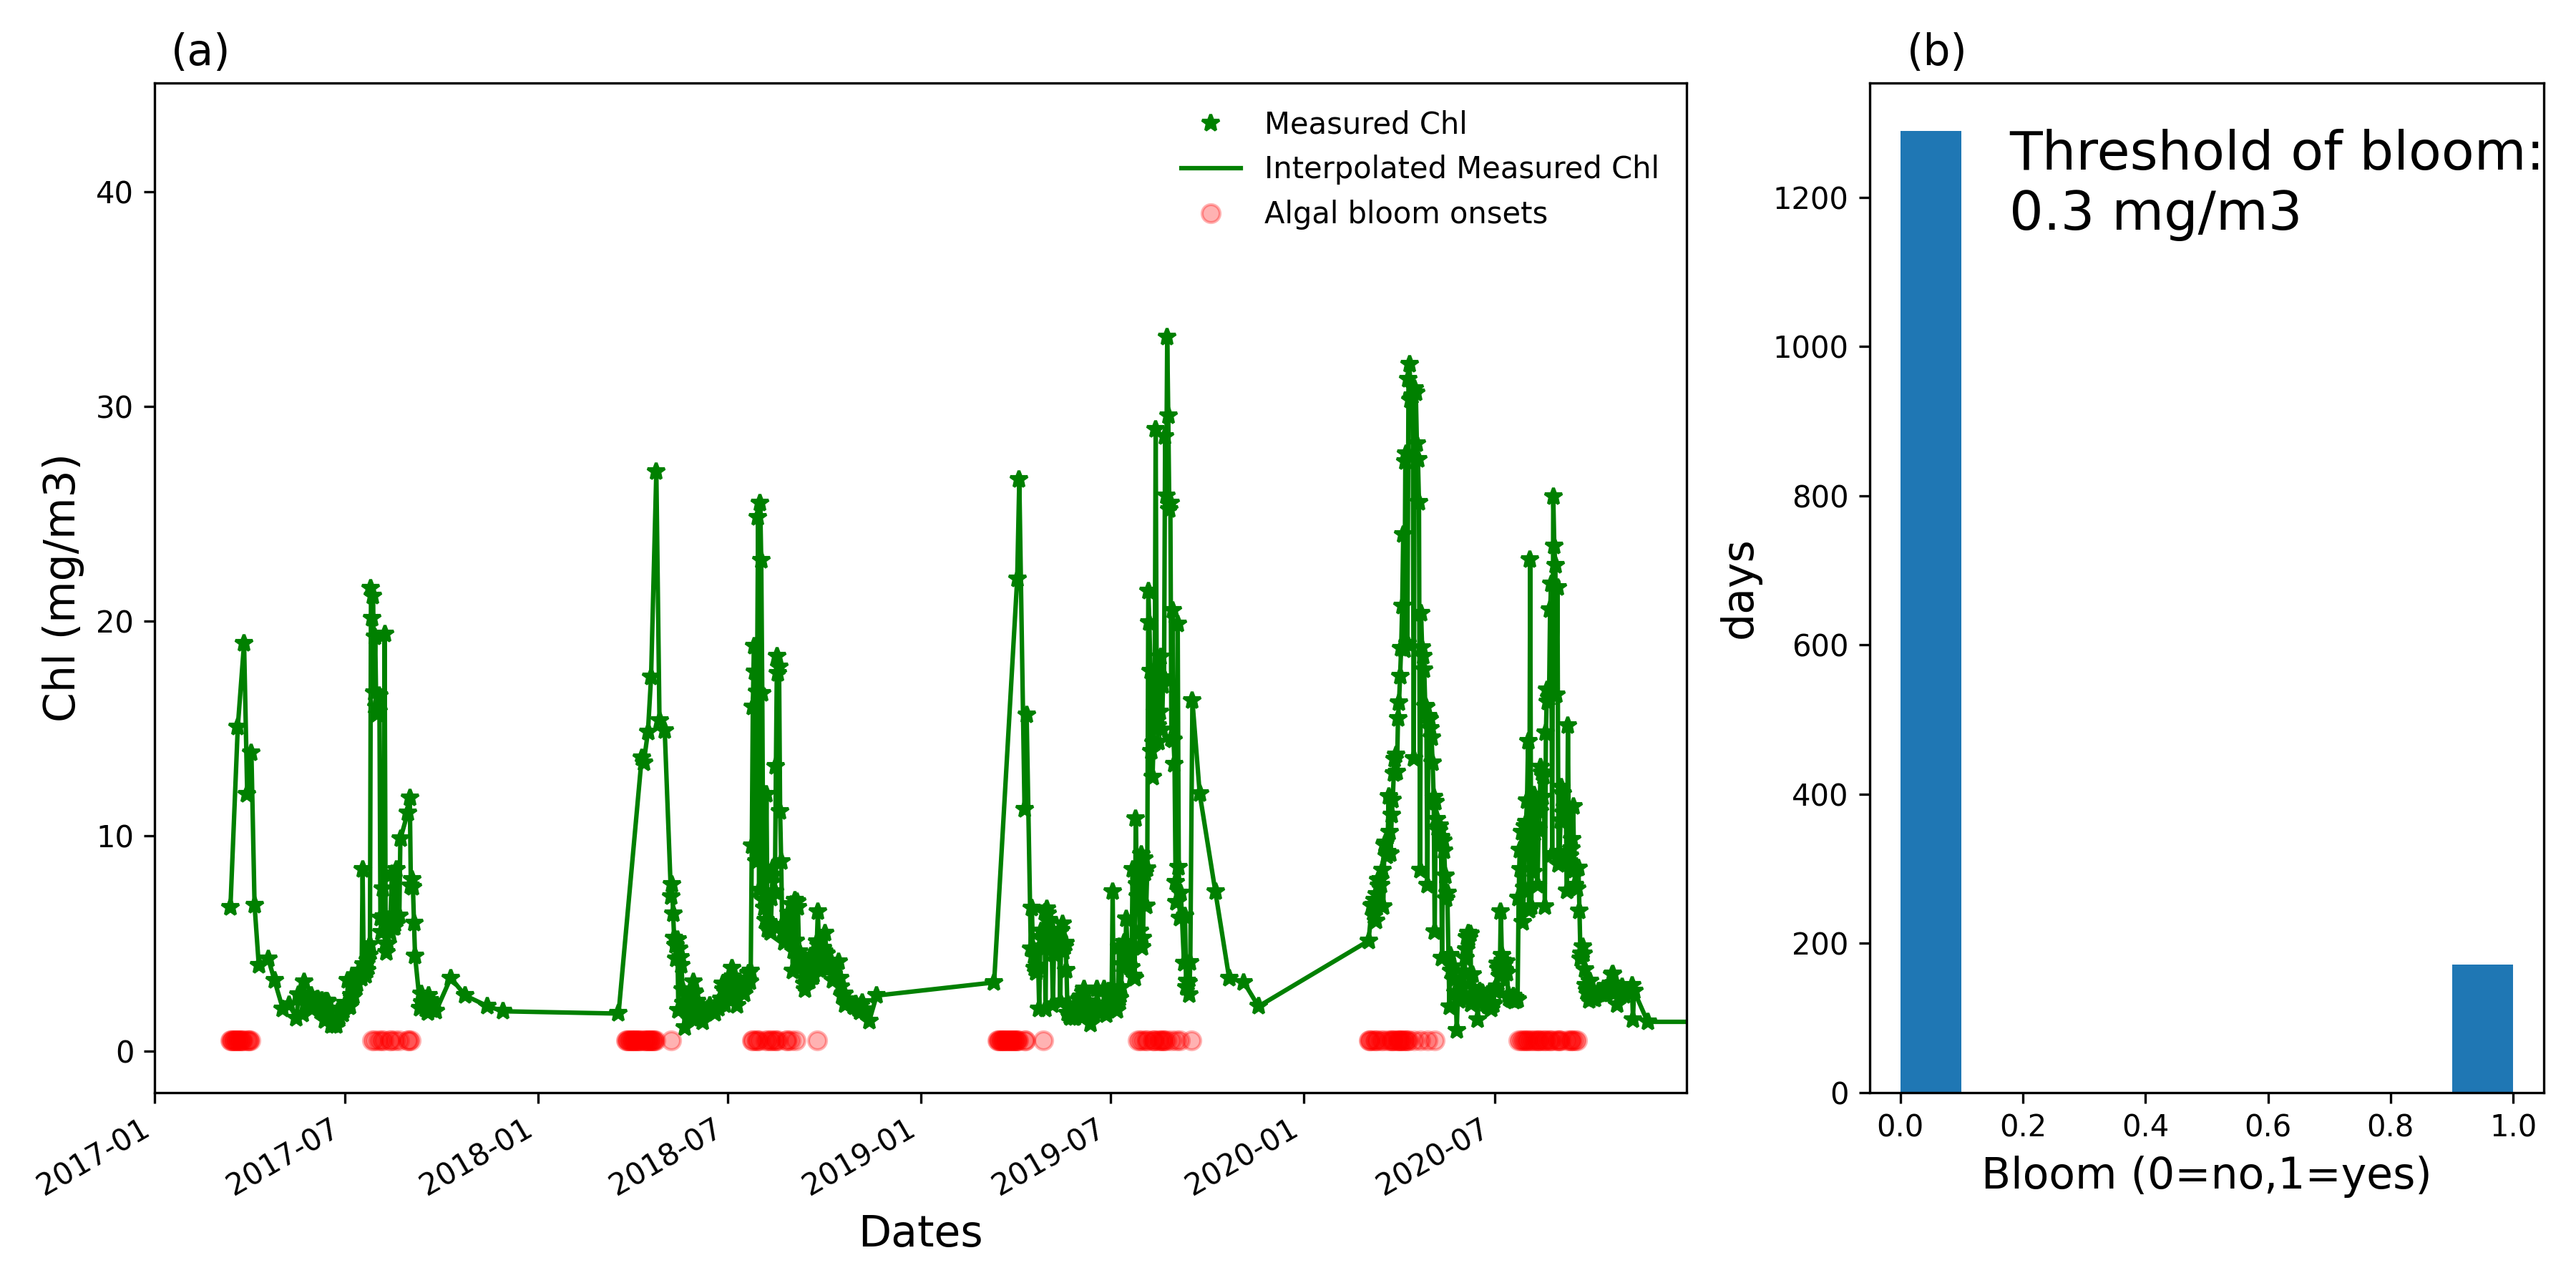 (a)
Measured Chl
Interpolated Measured Chl
Algal bloom onsets
40
30
20
10
0
Chl (mg/m3)
2017-01
2017-07
2018-01
2018-07
2019-01
2019-07
2020-01
2020-07
Dates
(b)
Threshold of bloom:
0.3 mg/m3
1200
1000
800
600
400
200
0
days
0.0
0.2
0.4
0.6
0.8
1.0
Bloom (0=no,1=yes)